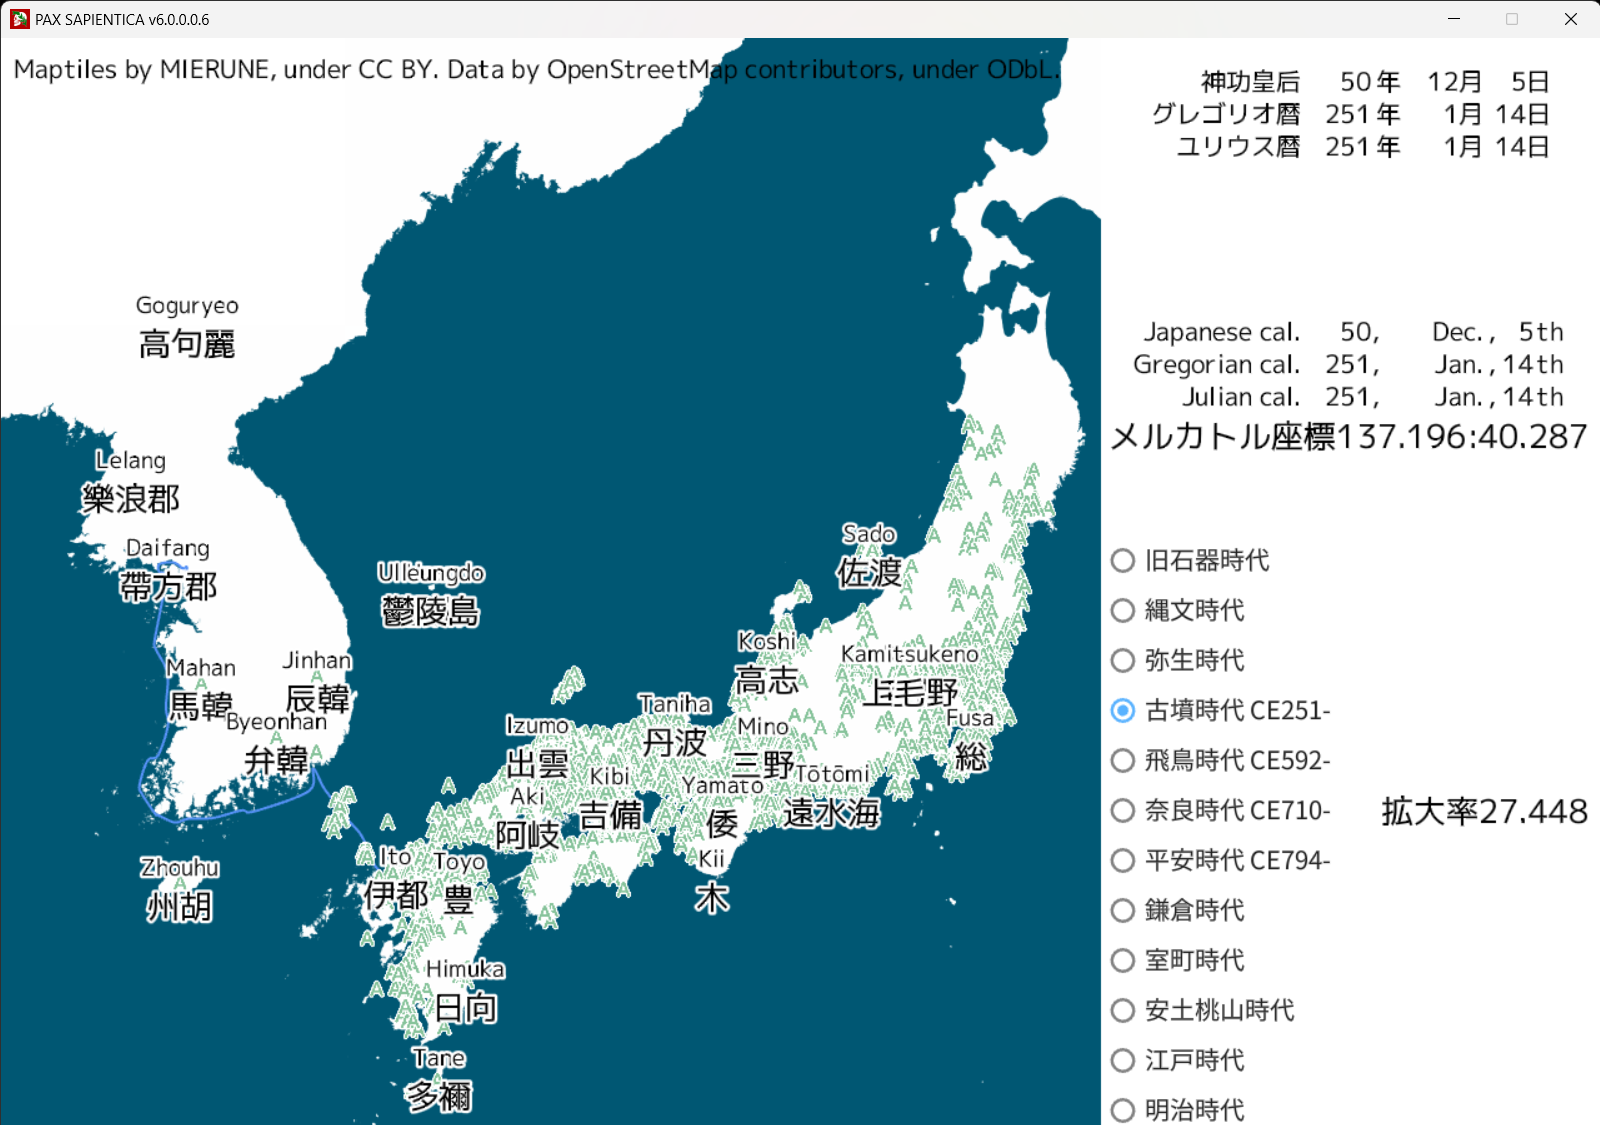 PAX SAPIENTICA v6.0.0.0.6
Maptiles by MIERUNE, under CC BY. Data by OpenStreetMap contributors, under ODbL.
神功皇后 50年 12月 5日
グレゴリオ暦 251年 1月 14日
ユリウス暦 251年 1月 14日
Japanese cal. 50, Dec., 5th
Gregorian cal. 251, Jan., 14th
Julian cal. 251, Jan., 14th
メルカトル座標137.196:40.287
旧石器時代
縄文時代
弥生時代
古墳時代 CE251-
飛鳥時代 CE592-
奈良時代 CE710-
拡大率27.448
平安時代 CE794-
鎌倉時代
室町時代
安土桃山時代
江戸時代
明治時代
Goguryeo
高句麗
Lelang
樂浪郡
Daifang
帶方郡
Ulleungdo
鬱陵島
Mahan
馬韓
Jinhan
辰韓
Byeonhan
弁韓
Zhouhu
州胡
Sado
佐渡
Koshi
高志
Kamitsukeno
上毛野
Fusa
総
Taniha
丹波
Mino
三野
Izumo
出雲
Kibi
吉備
Yamato
倭
Tōtōmi
遠水海
Aki
阿岐
Kii
木
Ito
伊都
Toyo
豊
Himuka
日向
Tane
多禰